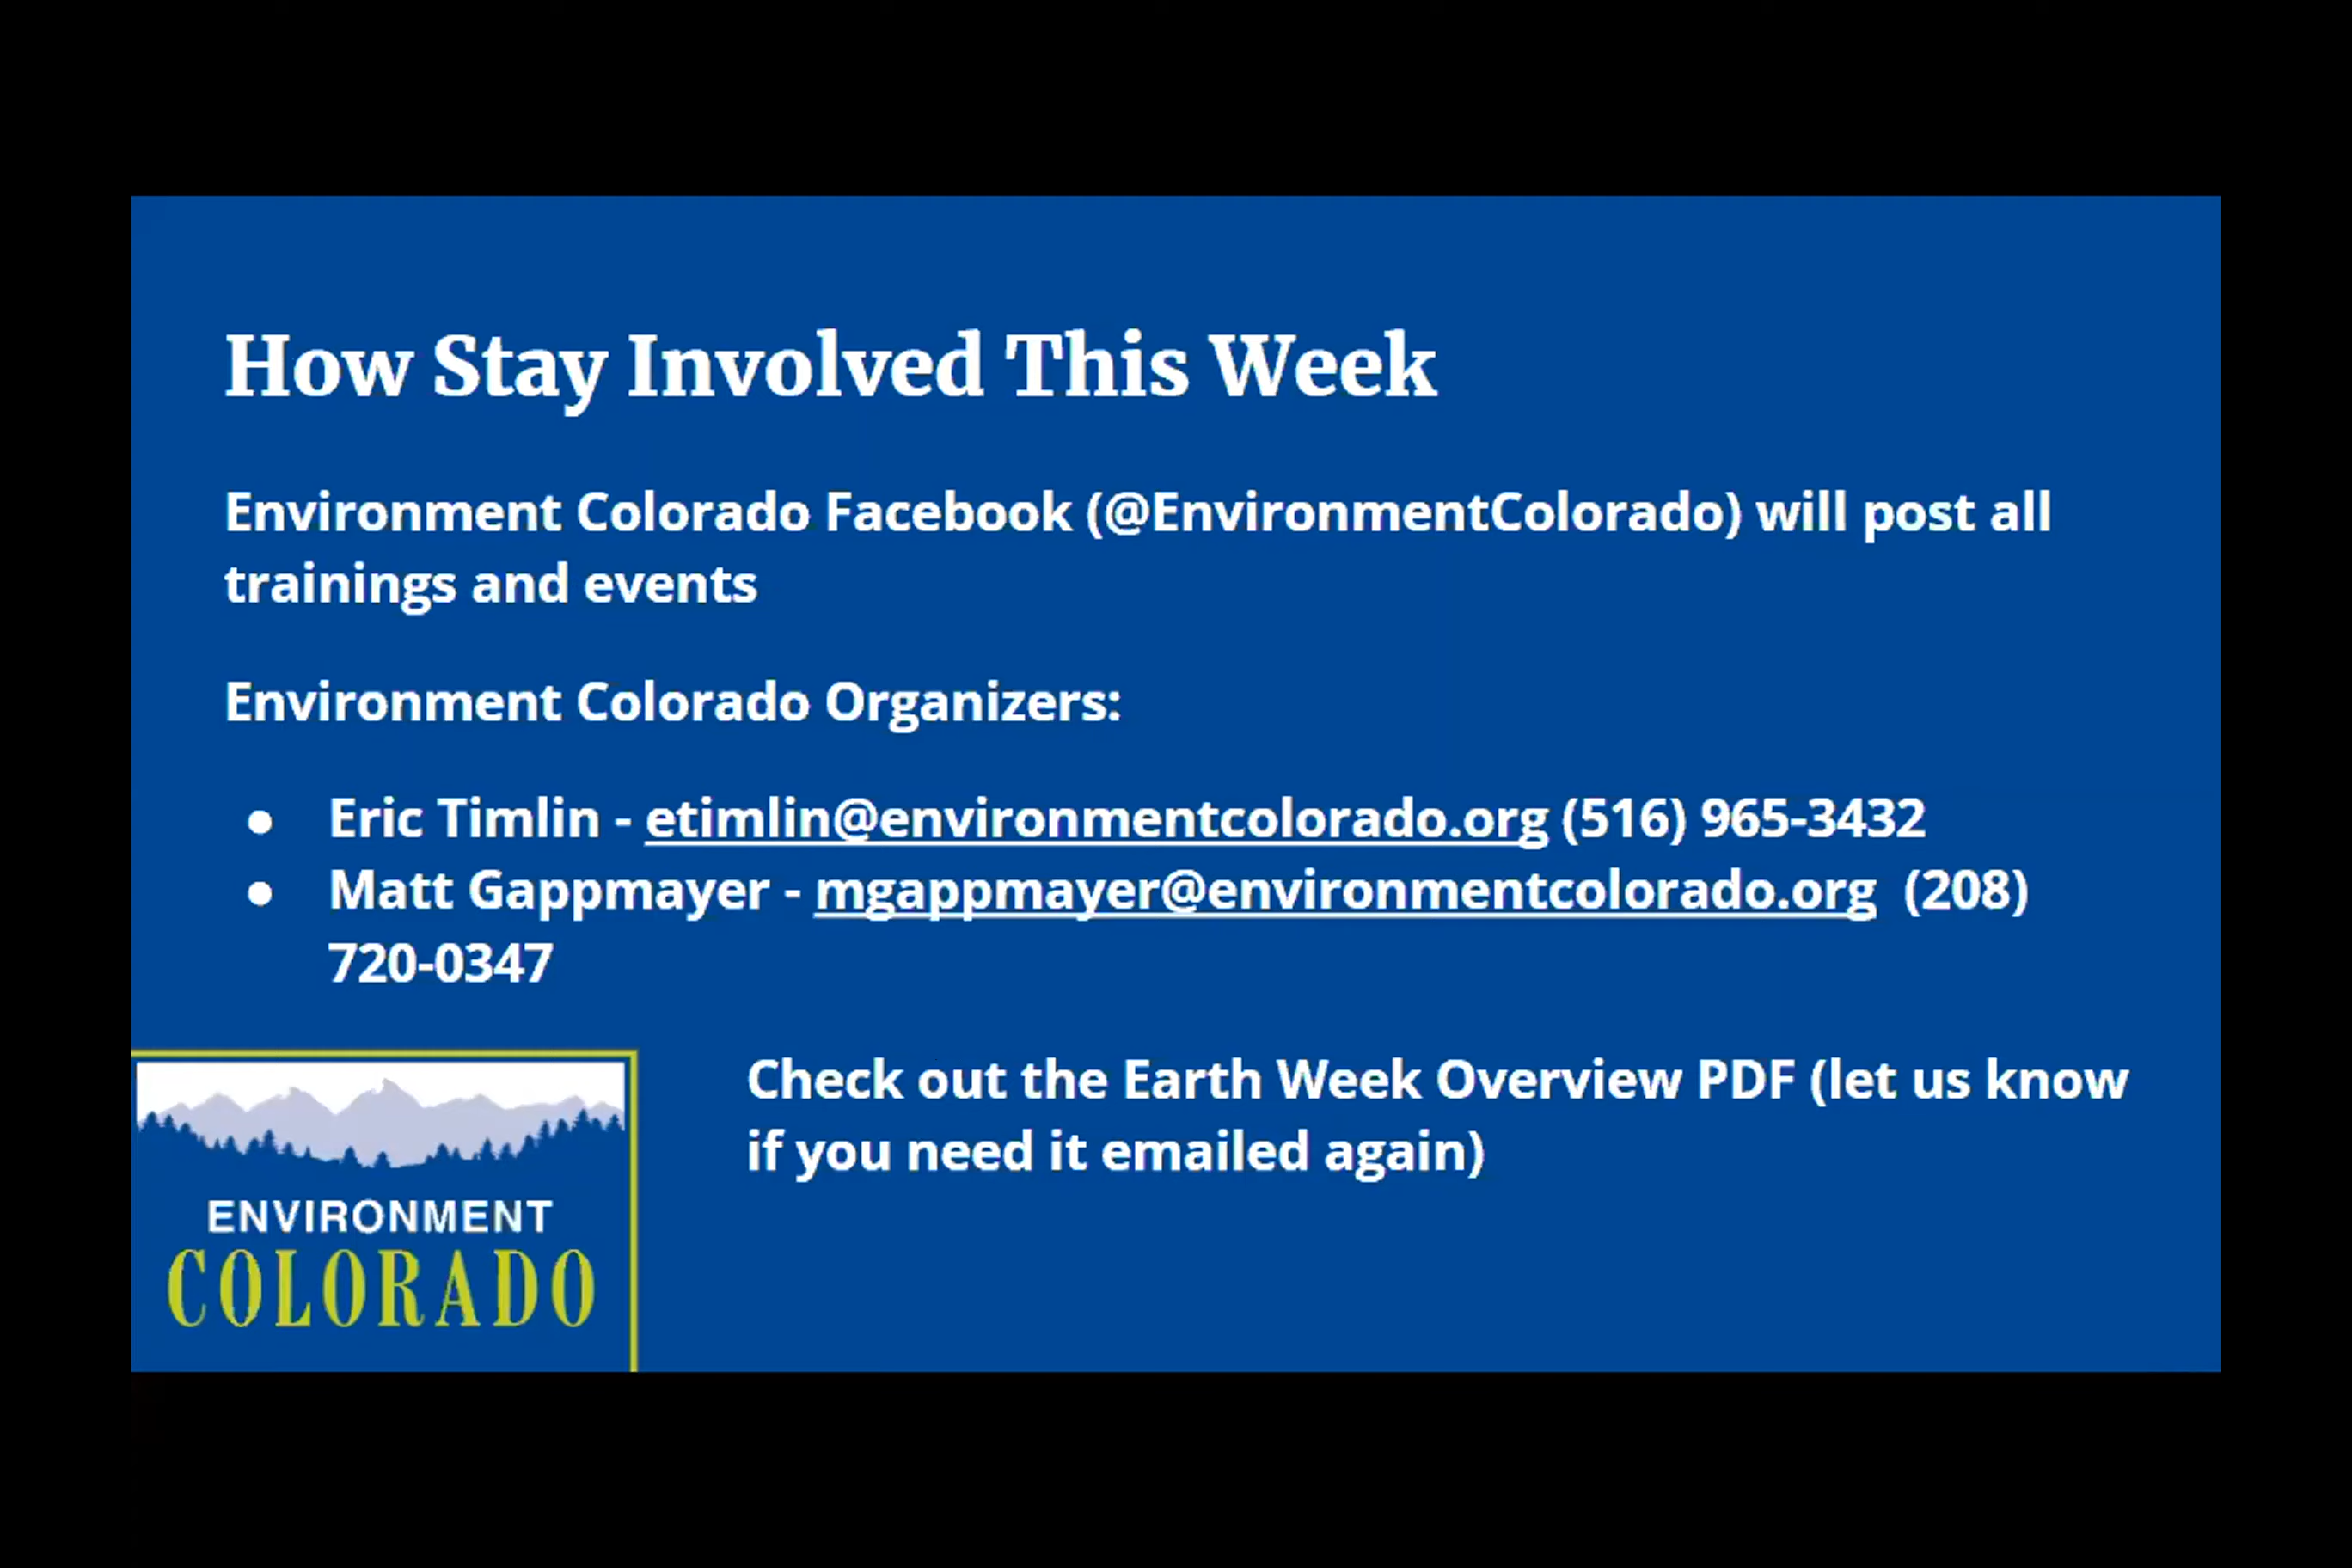 How Stay Involved This Week
Environment Colorado Facebook (@EnvironmentColorado) will post all
trainings and events
Environment Colorado Organizers:
● Eric Timlin - etimlin@environmentcolorado.org (516) 965-3432
● Matt Gappmayer - mgappmayer@environmentcolorado.org (208)
720-0347
Check out the Earth Week Overview PDF (let us know
if you need it emailed again)
ENVIRONMENT
COLORADO